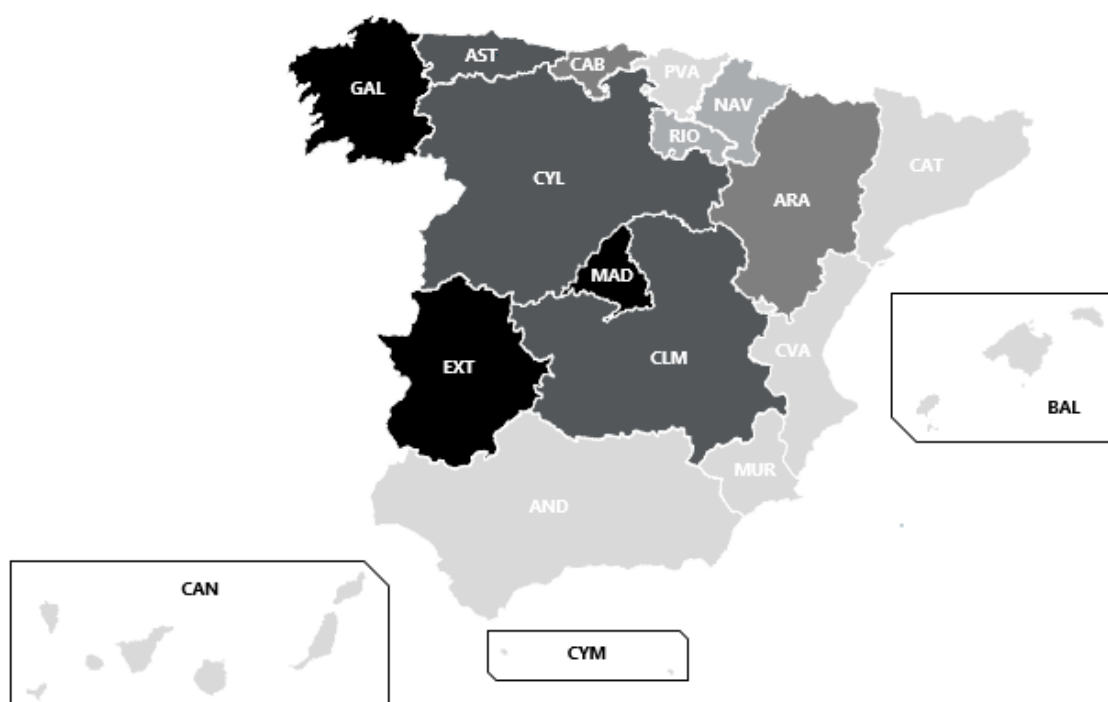 AST
CAB
PVA
GAL
NAV
RIO
CAT
CYL
ARA
MAD
CVA
CLM
EXT
BAL
MUR
AND
CAN
CYM